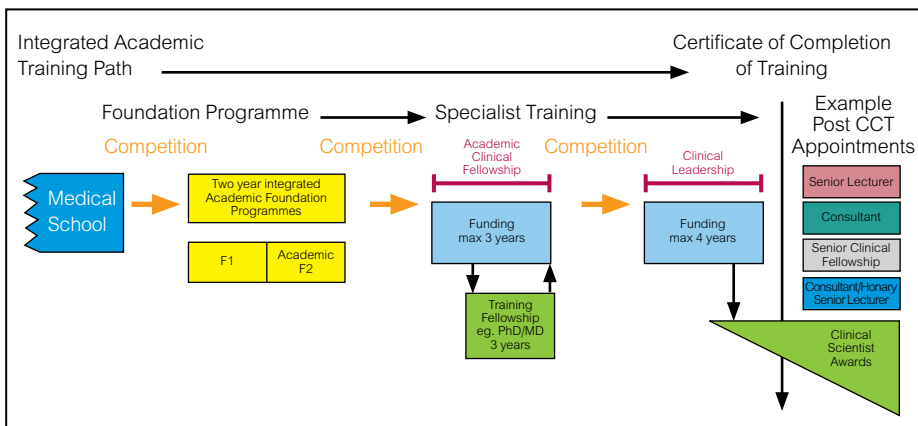 Integrated Academic
Training Path
Certificate of Completion
of Training
Foundation Programme
Specialist Training
Example
Post CCT
Appointments
Competition
Competition
Competition
Academic
Clinical
Fellowship
Clinical
Leadership
Medical
School
Two year integrated
Academic Foundation
Programmes
F1
Academic
F2
Funding
max 3 years
Training
Fellowship
eg. PhD/MD
3 years
Funding
max 4 years
Senior Lecturer
Consultant
Senior Clinical
Fellowship
Consultant/Honary
Senior Lecturer
Clinical
Scientist
Awards